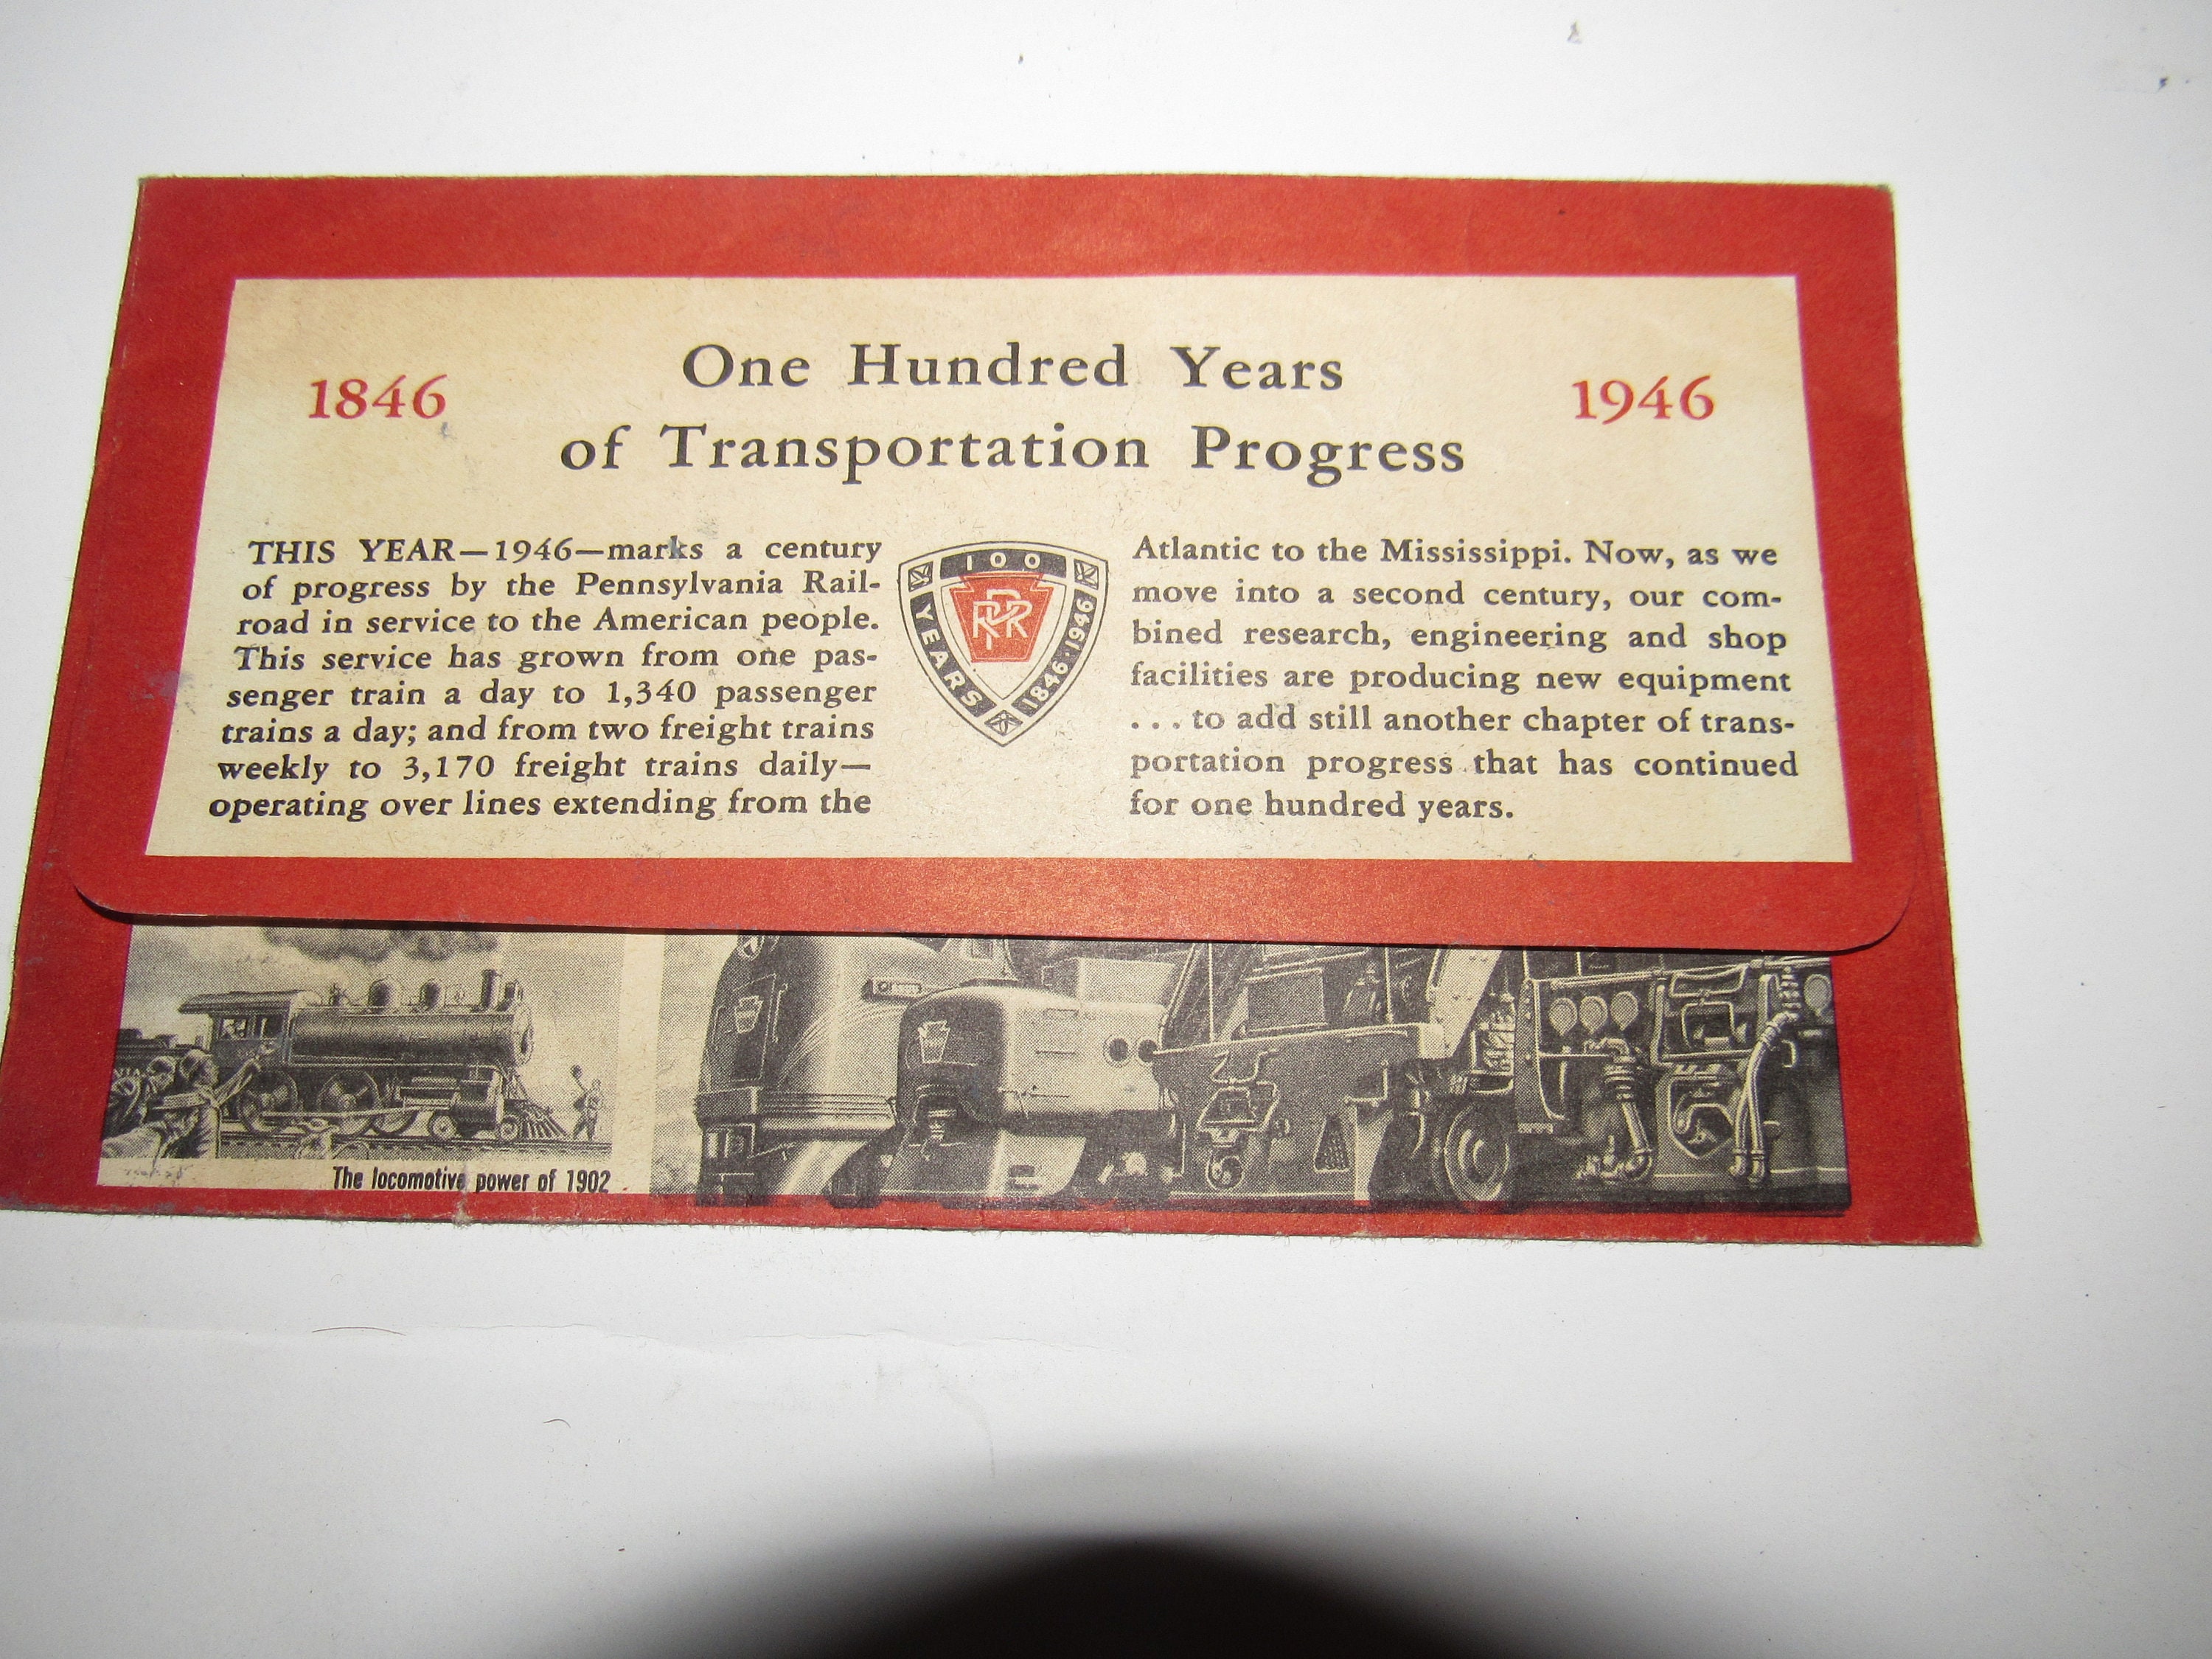 1846
One Hundred Years
of Transportation Progress
1946
THIS YEAR—1946—marks a century
of progress by the Pennsylvania Rail-
road in service to the American people.
This service has grown from one pas-
senger train a day to 1,340 passenger
trains a day; and from two freight trains
weekly to 3,170 freight trains daily—
operating over lines extending from the
100
YEARS
1846·1946
PRR
Atlantic to the Mississippi. Now, as we
move into a second century, our com-
bined research, engineering and shop
facilities are producing new equipment
...to add still another chapter of trans-
portation progress that has continued
for one hundred years.
The locomotive power of 1902